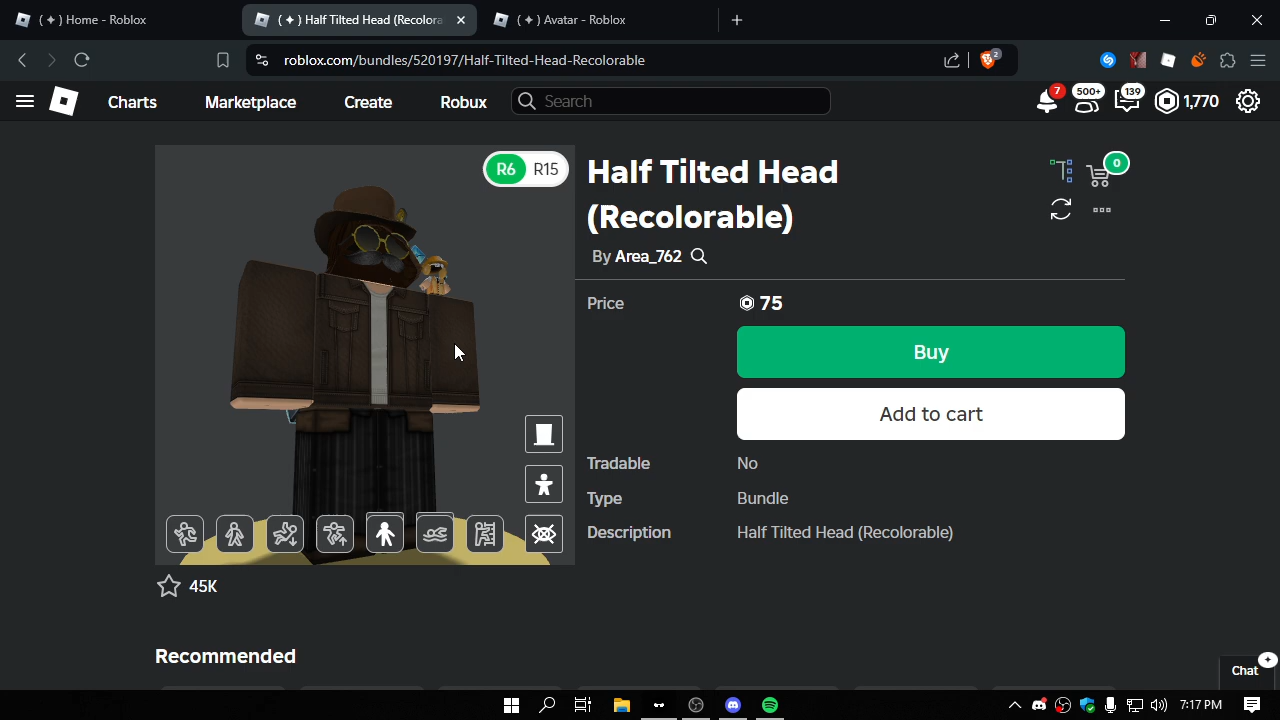 ( ✦ ) Home - Roblox
( ✦ ) Half Tilted Head (Recolora
( ✦ ) Avatar - Roblox
roblox.com/bundles/520197/Half-Tilted-Head-Recolorable
2
Charts
Marketplace
Create
Robux
Search
7
500+
139
1,770
R6
R15
Half Tilted Head
(Recolorable)
0
By Area_762
Price
75
Buy
Add to cart
Tradable
No
Type
Bundle
Description
Half Tilted Head (Recolorable)
45K
Recommended
Chat
7:17 PM